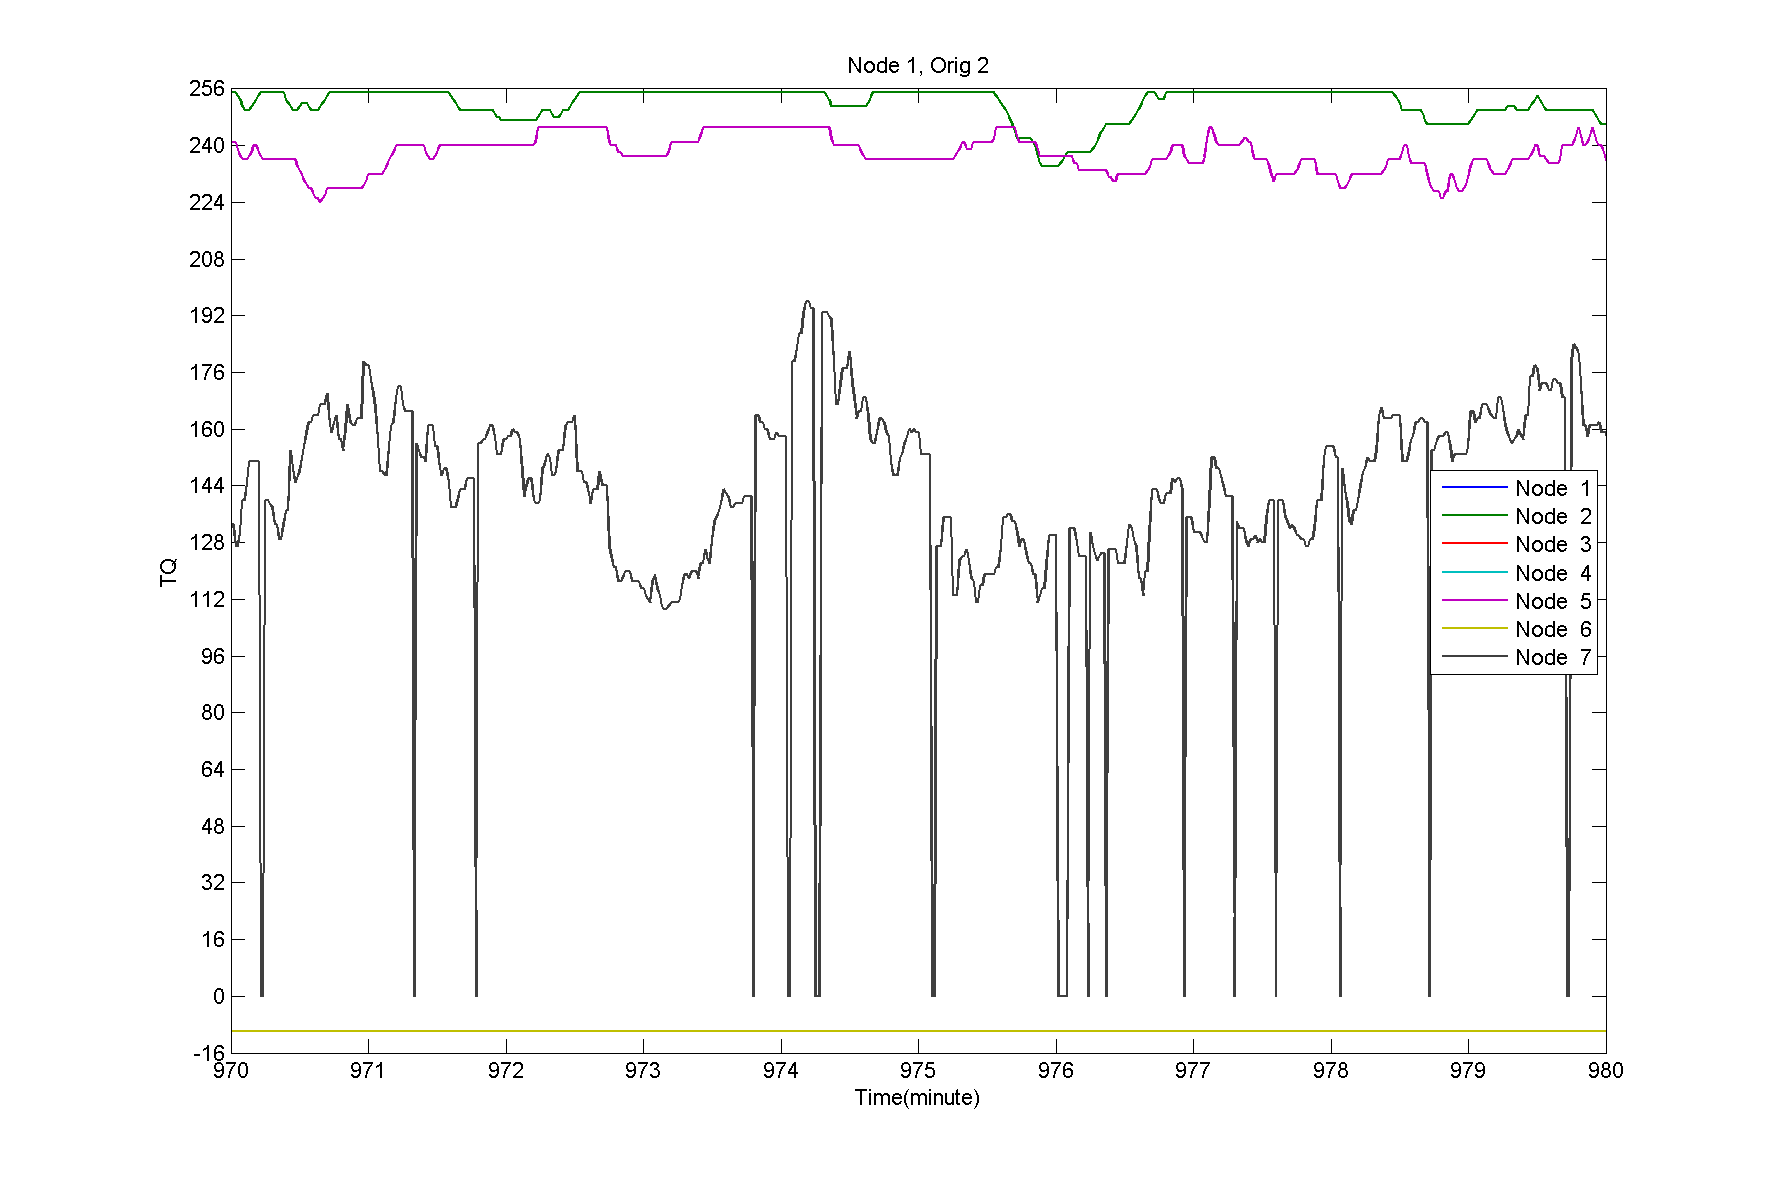 Node 1, Orig 2
256
240
224
208
192
176
160
144
128
112
96
80
64
48
32
16
0
-16
TQ
Node 1
Node 2
Node 3
Node 4
Node 5
Node 6
Node 7
970 971 972 973 974 975 976 977 978 979 980
Time(minute)